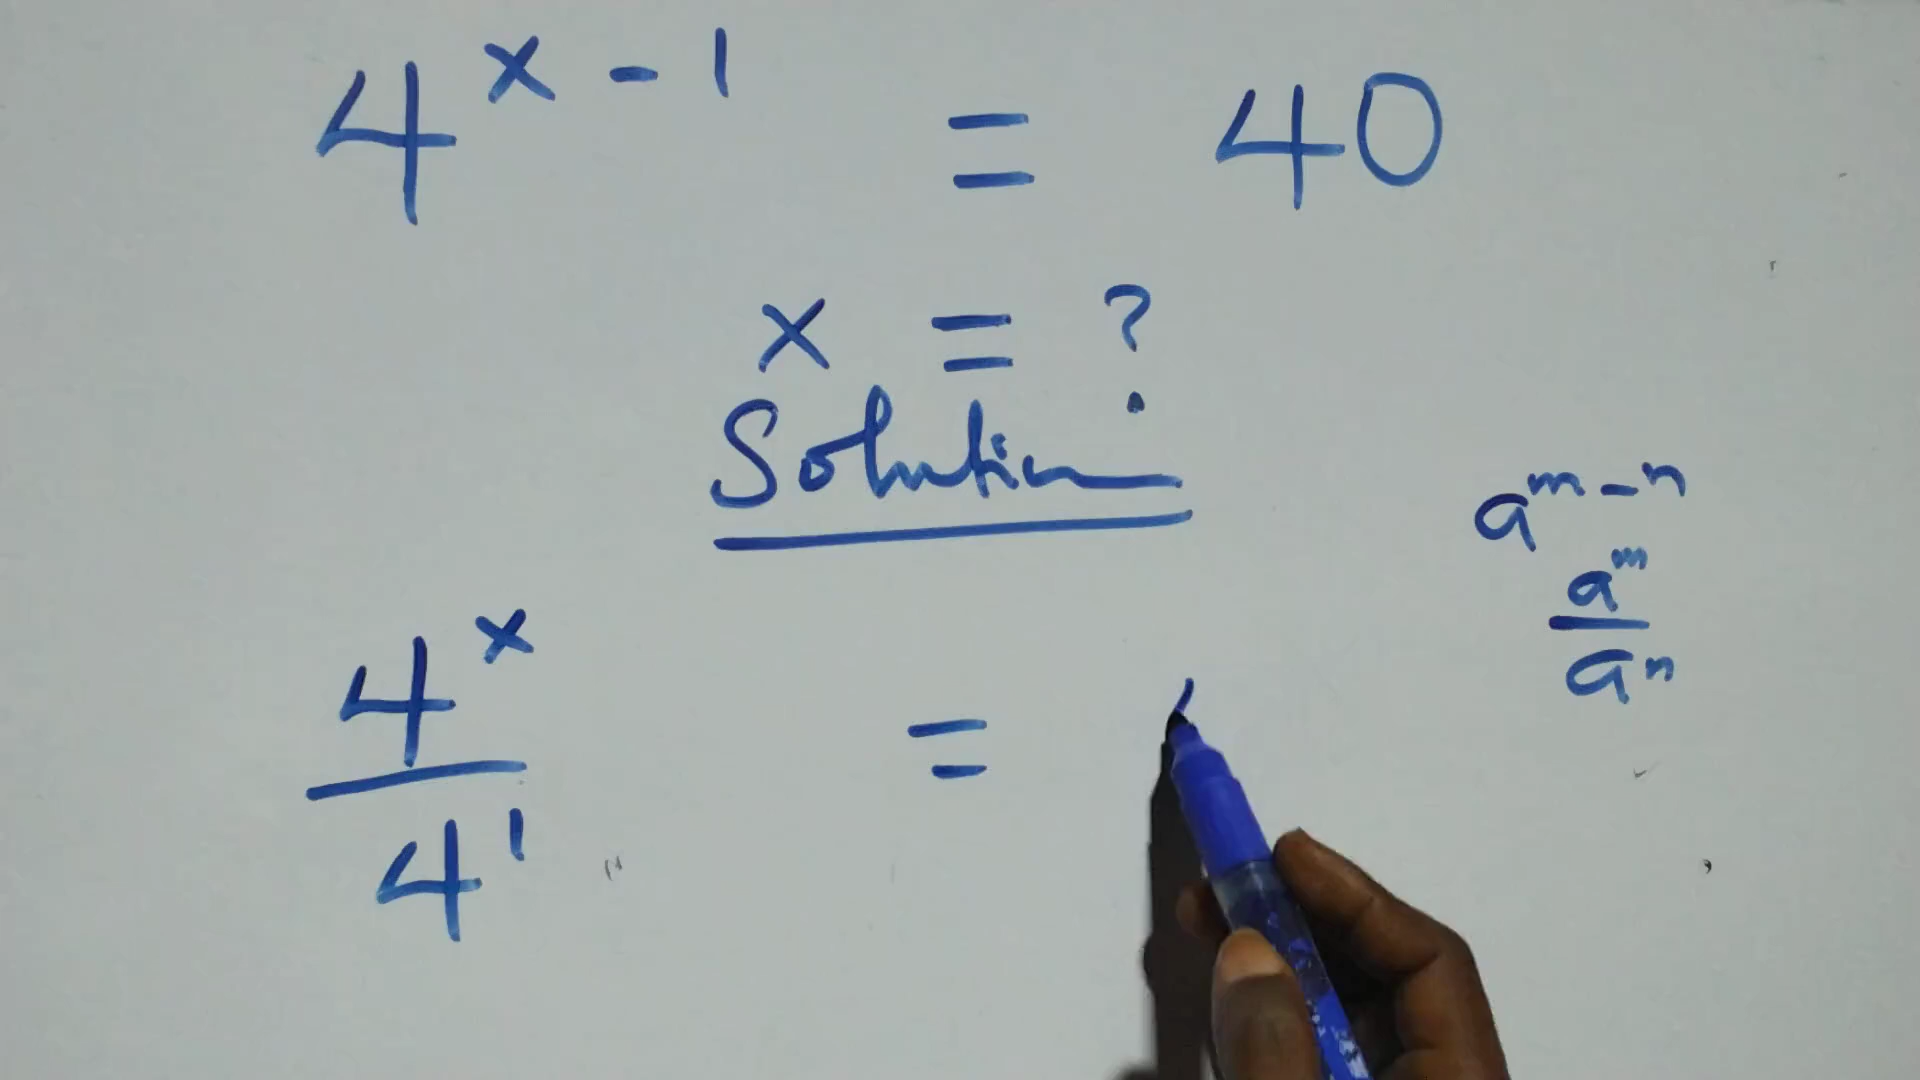 4^(x-1) = 40
x = ?
Solution
a^(m-n)
a^m/a^n
4^x/4^1 =